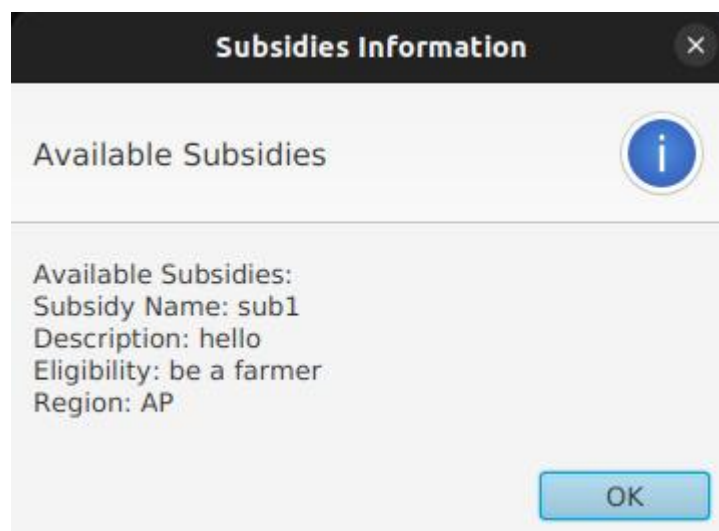 Subsidies Information
Available Subsidies
i
Available Subsidies:
Subsidy Name: sub1
Description: hello
Eligibility: be a farmer
Region: AP
OK